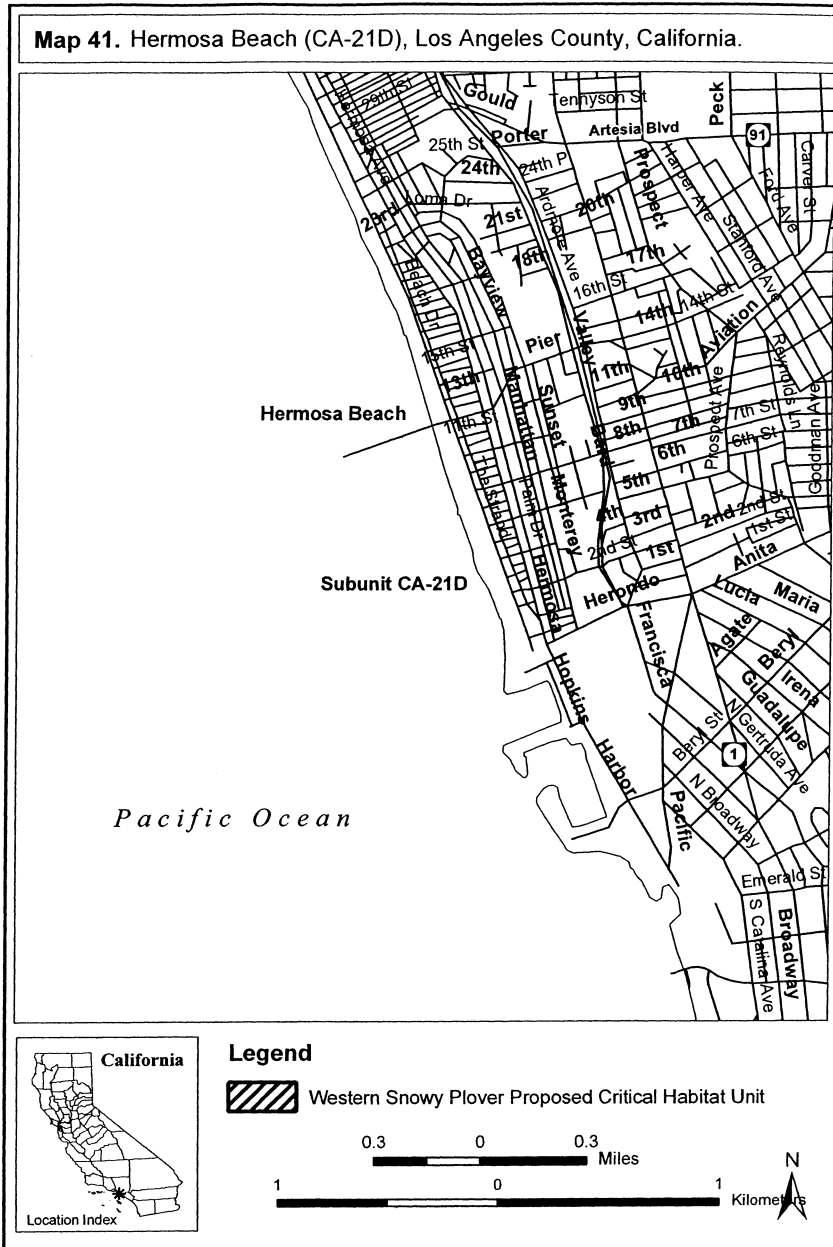 Map 41. Hermosa Beach (CA-21D), Los Angeles County, California.
29th St
Hermosa Ave
Gould
Tennyson St
Peck
Porter
Artesia Blvd
91
25th St
24th
24th P
Prospect
Harper Ave
Ford Ave
Carver St
Loma Dr
23rd
21st
Ardmore Ave
20th
Stanford Ave
Bayview
18th
17th
Beach Dr
16th St
14th
14th St
Aviation
15th St
Pier
Valley
13th
11th
10th
Reynolds Ln
Hermosa Beach
11th St
Manhattan
Sunset
9th
8th
7th
7th St
Prospect Ave
6th
6th St
Goodman Ave
The Strand
Palm Dr
Monterey
5th
4th
3rd
2nd
2nd St
2nd St
1st
1st St
Anita
Subunit CA-21D
Hermosa
Herondo
Lucia
Maria
Francisca
Agate
Beryl
Irena
Guadalupe
Hopkins
Beryl St
N Gertruda Ave
1
Harbor
N Broadway
Pacific
Pacific Ocean
Emerald St
S Catalina Ave
Broadway
California
Location Index
Legend
Western Snowy Plover Proposed Critical Habitat Unit
0.3 0 0.3
Miles
1 0 1
Kilometers
N